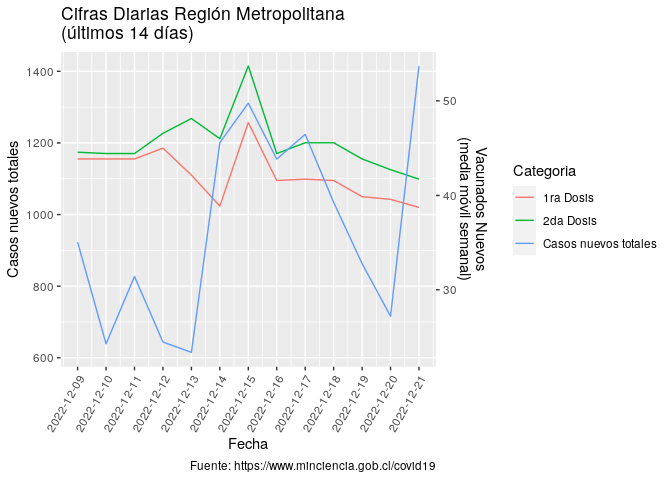 Cifras Diarias Región Metropolitana
(últimos 14 días)
1400
1200
1000
800
600
Casos nuevos totales
50
40
30
Vacunados Nuevos
(media móvil semanal)
2022-12-09
2022-12-10
2022-12-11
2022-12-12
2022-12-13
2022-12-14
2022-12-15
2022-12-16
2022-12-17
2022-12-18
2022-12-19
2022-12-20
2022-12-21
Fecha
Categoria
1ra Dosis
2da Dosis
Casos nuevos totales
Fuente: https://www.minciencia.gob.cl/covid19